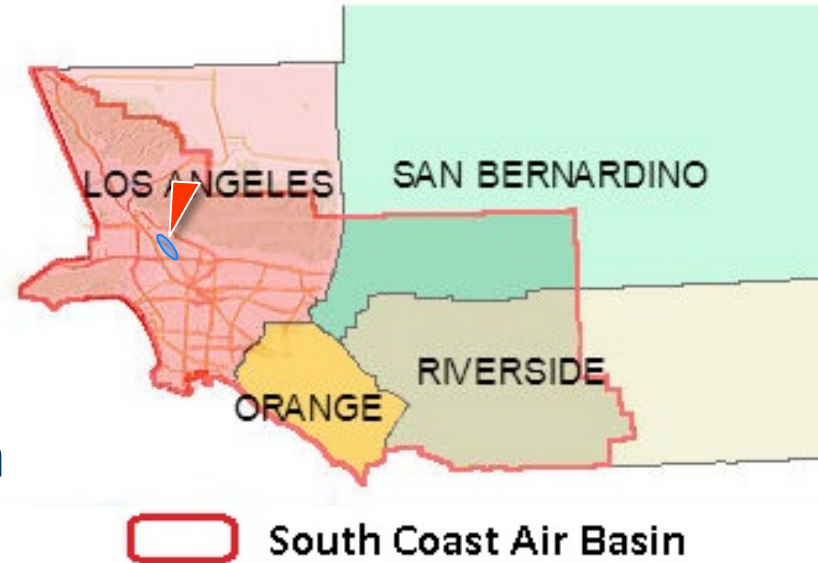 SAN BERNARDINO
LOS ANGELES
RIVERSIDE
ORANGE
South Coast Air Basin